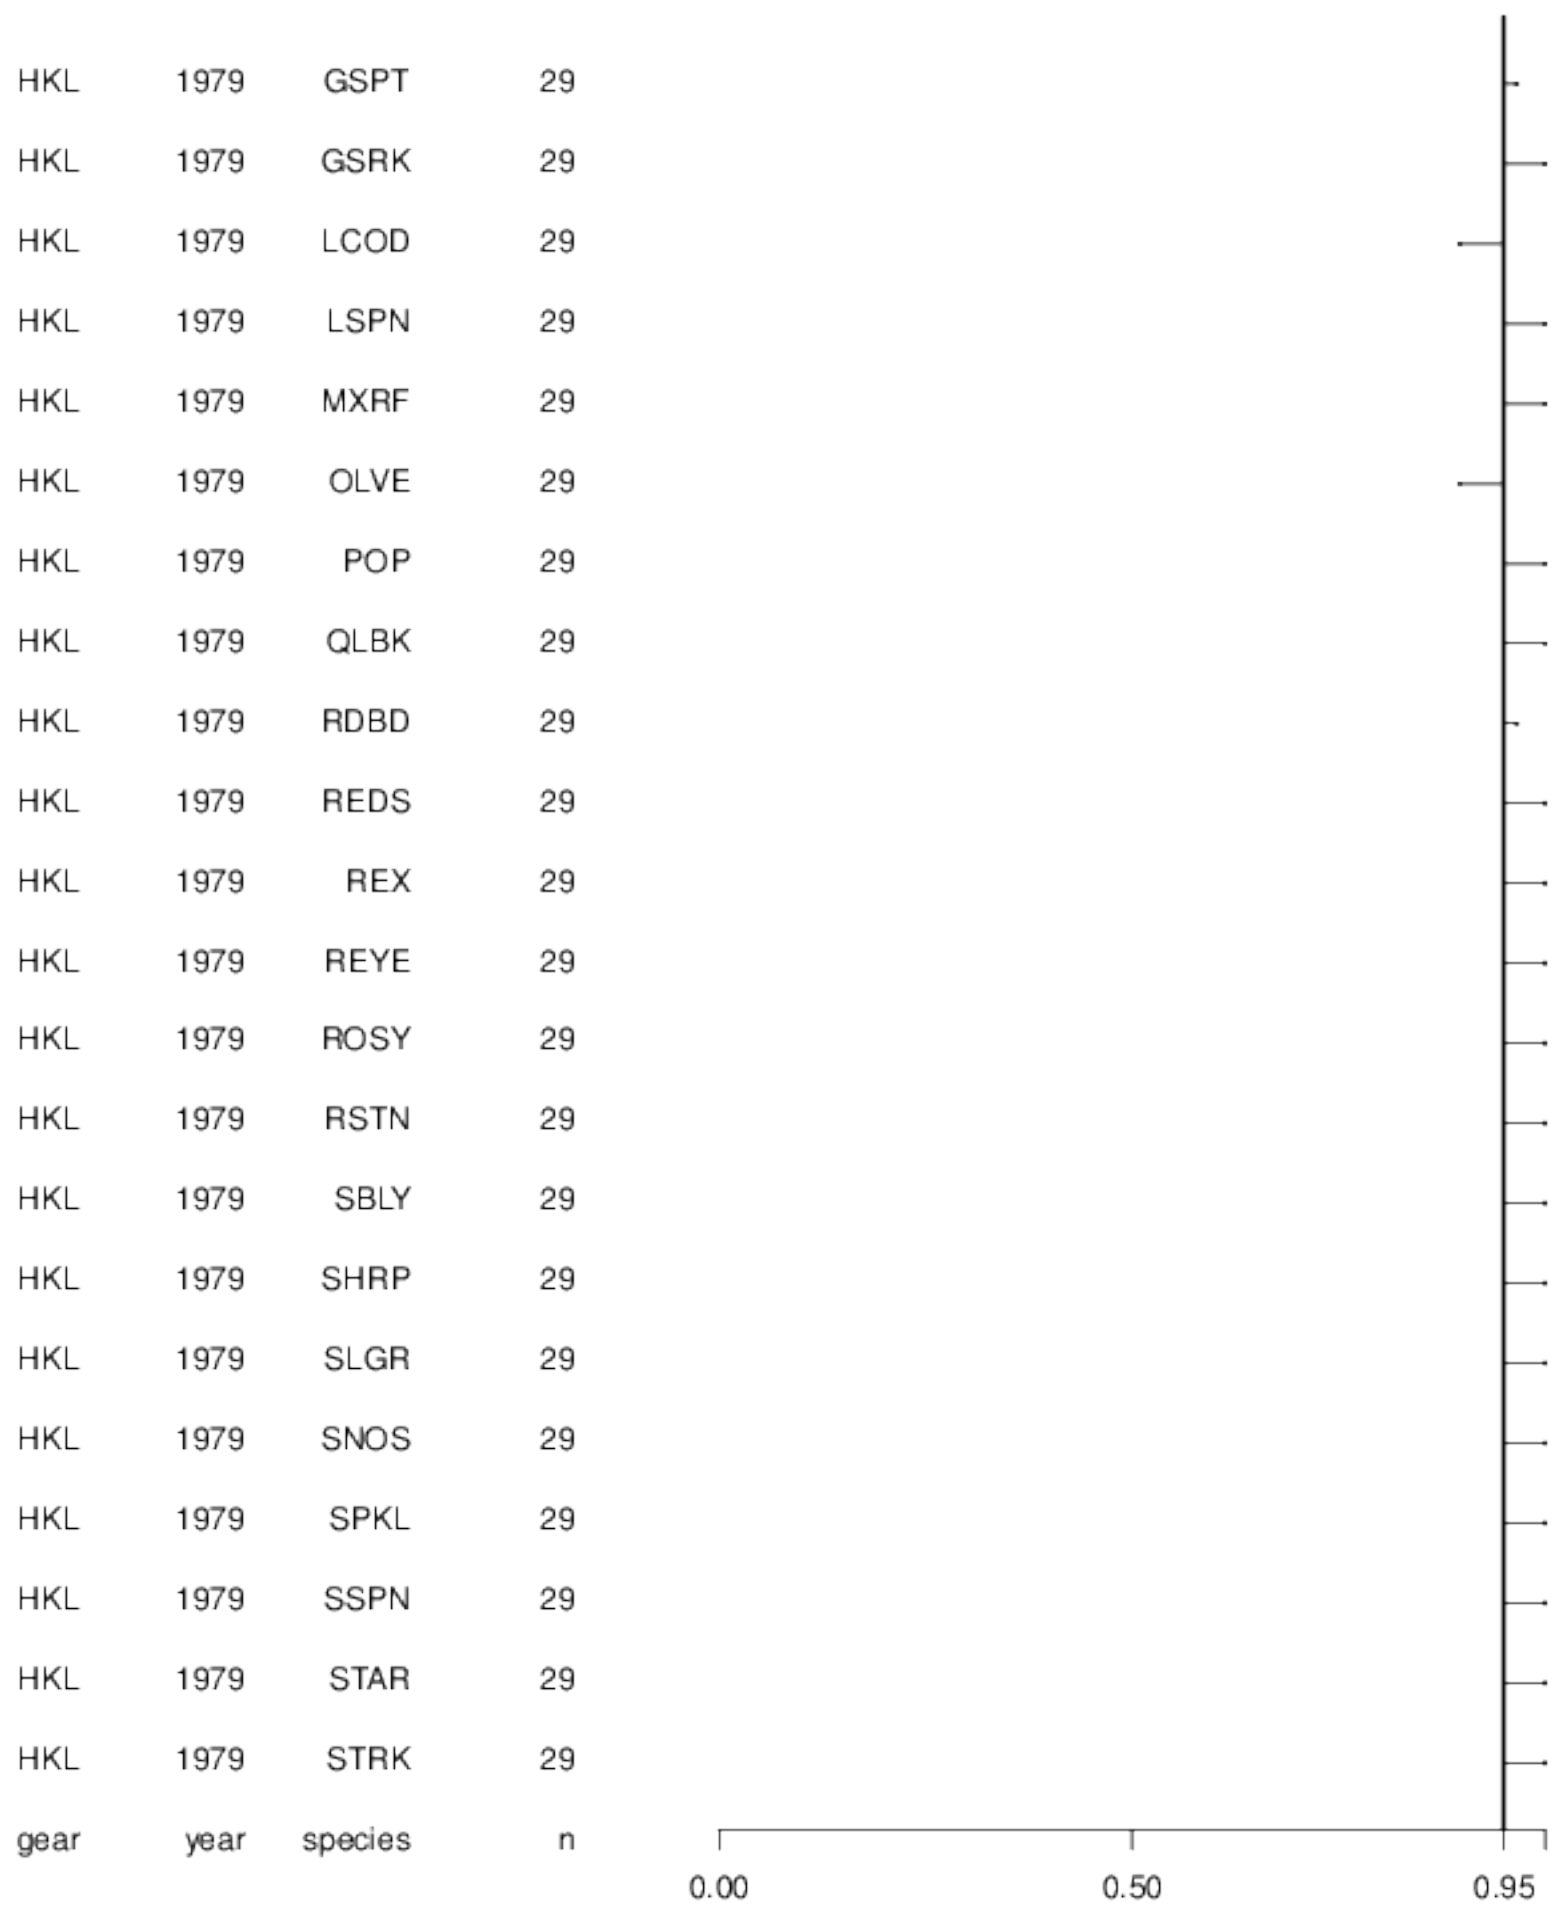 HKL 1979 GSPT 29
HKL 1979 GSRK 29
HKL 1979 LCOD 29
HKL 1979 LSPN 29
HKL 1979 MXRF 29
HKL 1979 OLVE 29
HKL 1979 POP 29
HKL 1979 QLBK 29
HKL 1979 RDBD 29
HKL 1979 REDS 29
HKL 1979 REX 29
HKL 1979 REYE 29
HKL 1979 ROSY 29
HKL 1979 RSTN 29
HKL 1979 SBLY 29
HKL 1979 SHRP 29
HKL 1979 SLGR 29
HKL 1979 SNOS 29
HKL 1979 SPKL 29
HKL 1979 SSPN 29
HKL 1979 STAR 29
HKL 1979 STRK 29
gear year species n
0.00 0.50 0.95